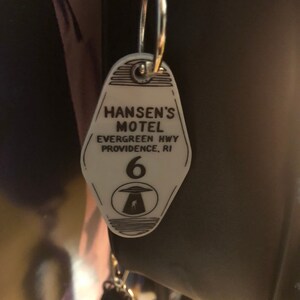 HANSEN'S
MOTEL
EVERGREEN HWY
PROVIDENCE, RI
6